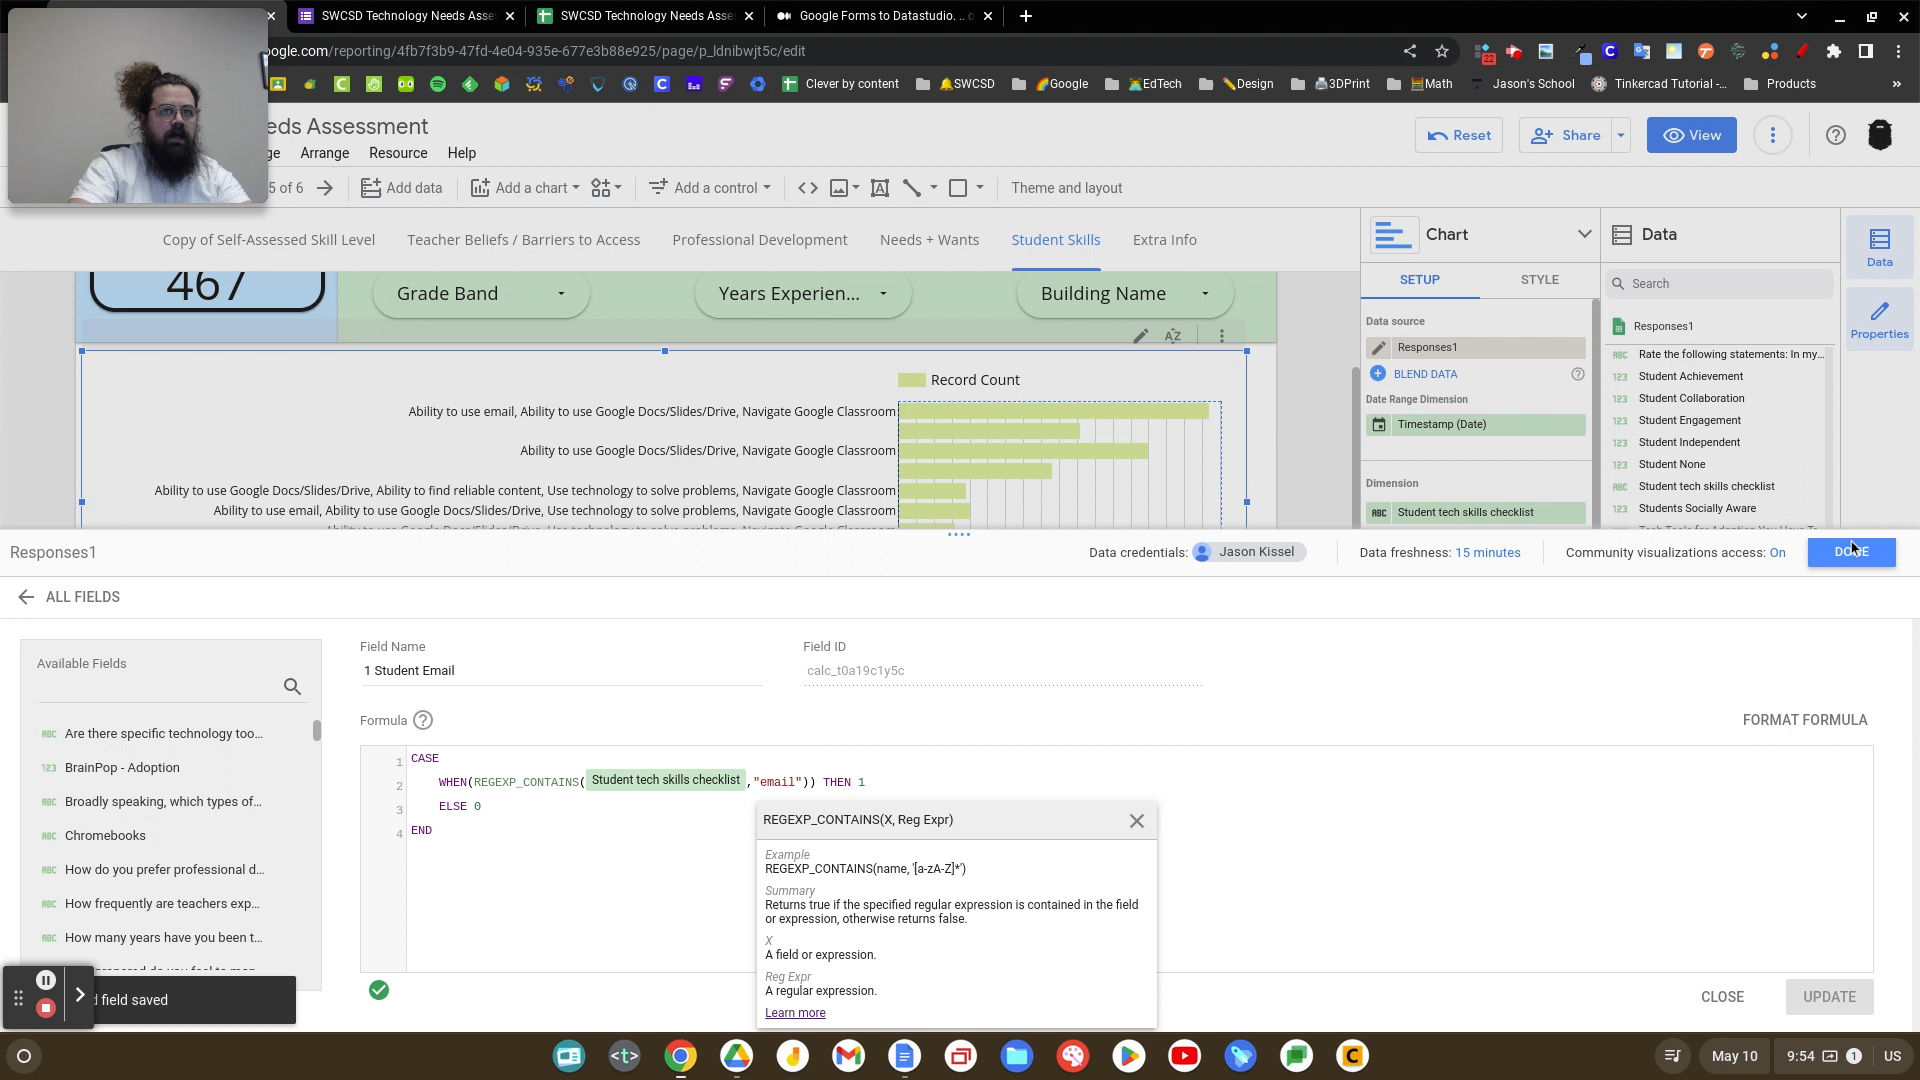 SWCSD Technology Needs Asse
SWCSD Technology Needs Asse
Google Forms to Datastudio. .. o
oogle.com/reporting/4fb7f3b9-47fd-4e04-935e-677e3b88e925/page/p_ldnibwjt5c/edit
22
Clever by content
SWCSD
Google
EdTech
Design
3DPrint
Math
Jason's School
Tinkercad Tutorial -...
Products
»
eds Assessment
Reset
Share
View
ge
Arrange
Resource
Help
5 of 6
Add data
Add a chart
Add a control
Theme and layout
Copy of Self-Assessed Skill Level
Teacher Beliefs / Barriers to Access
Professional Development
Needs + Wants
Student Skills
Extra Info
Chart
Data
Data
SETUP
STYLE
Search
467
Grade Band
Years Experien...
Building Name
Data source
Responses1
Properties
Responses1
Rate the following statements: In my...
BLEND DATA
Student Achievement
Record Count
Date Range Dimension
Student Collaboration
Ability to use email, Ability to use Google Docs/Slides/Drive, Navigate Google Classroom
Timestamp (Date)
Student Engagement
Student Independent
Ability to use Google Docs/Slides/Drive, Navigate Google Classroom
Student None
Dimension
Ability to use Google Docs/Slides/Drive, Ability to find reliable content, Use technology to solve problems, Navigate Google Classroom
Student tech skills checklist
Ability to use email, Ability to use Google Docs/Slides/Drive, Use technology to solve problems, Navigate Google Classroom
ABC Student tech skills checklist
Students Socially Aware
Responses1
Data credentials:
Jason Kissel
Data freshness: 15 minutes
Community visualizations access: On
DONE
ALL FIELDS
Available Fields
Field Name
1 Student Email
Field ID
calc_t0a19c1y5c
Formula
FORMAT FORMULA
ABC Are there specific technology too...
123 BrainPop - Adoption
ABC Broadly speaking, which types of...
ABC Chromebooks
ABC How do you prefer professional d...
ABC How frequently are teachers exp...
ABC How many years have you been t...
1 CASE
2 WHEN(REGEXP_CONTAINS( Student tech skills checklist ,"email")) THEN 1
3 ELSE 0
4 END
REGEXP_CONTAINS(X, Reg Expr)
Example
REGEXP_CONTAINS(name, '[a-zA-Z]*')
Summary
Returns true if the specified regular expression is contained in the field
or expression, otherwise returns false.
X
A field or expression.
Reg Expr
A regular expression.
Learn more
d field saved
CLOSE
UPDATE
<t>
C
May 10
9:54
1
US